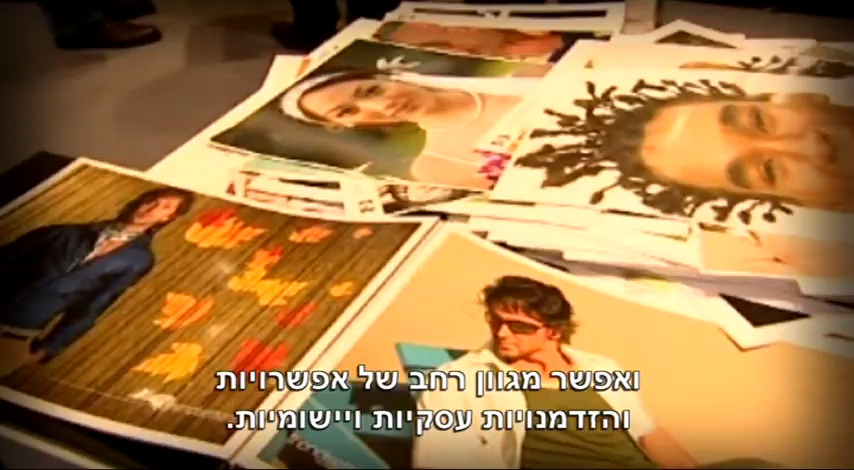 ואפשר מגוון רחב של אפשרויות
והזדמנויות עסקיות ויישומיות.